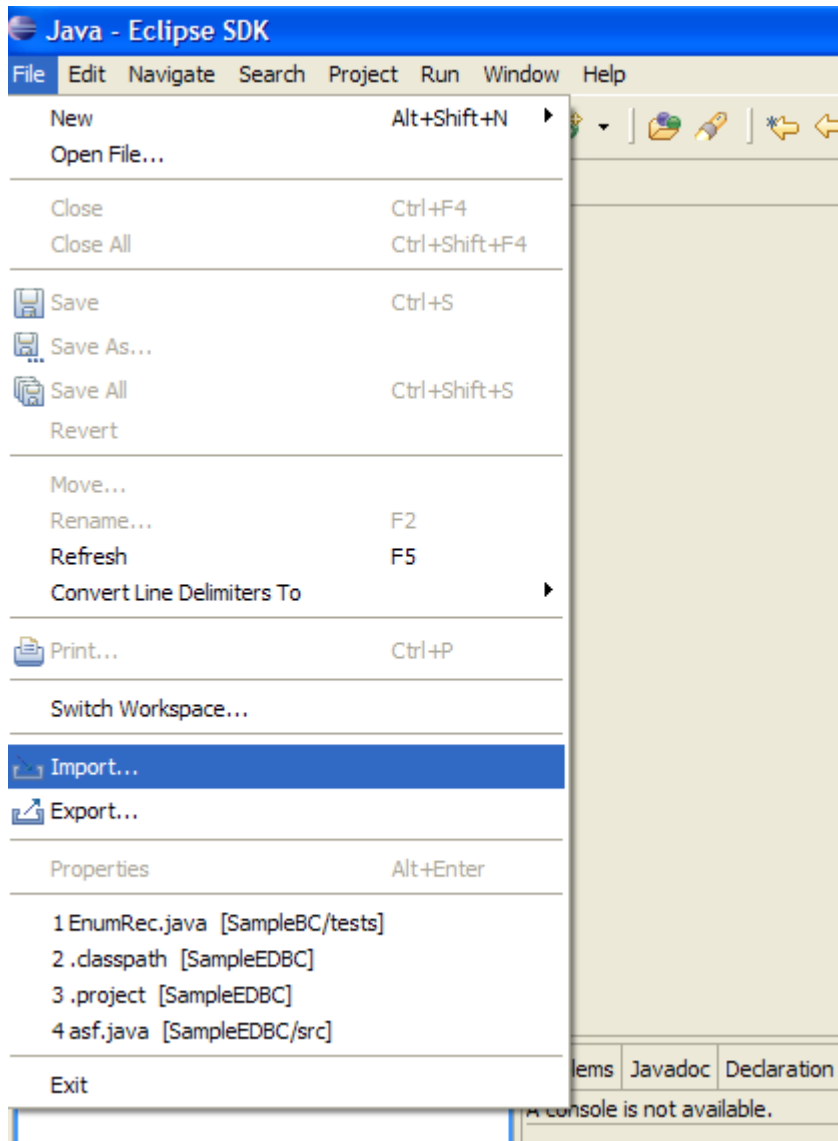 Java - Eclipse SDK
File Edit Navigate Search Project Run Window Help
New Alt+Shift+N
Open File...
Close Ctrl+F4
Close All Ctrl+Shift+F4
Save Ctrl+S
Save As...
Save All Ctrl+Shift+S
Revert
Move...
Rename... F2
Refresh F5
Convert Line Delimiters To
Print... Ctrl+P
Switch Workspace...
Import...
Export...
Properties Alt+Enter
1 EnumRec.java [SampleBC/tests]
2 .classpath [SampleEDBC]
3 .project [SampleEDBC]
4 asf.java [SampleEDBC/src]
Exit
lems Javadoc Declaration
A console is not available.